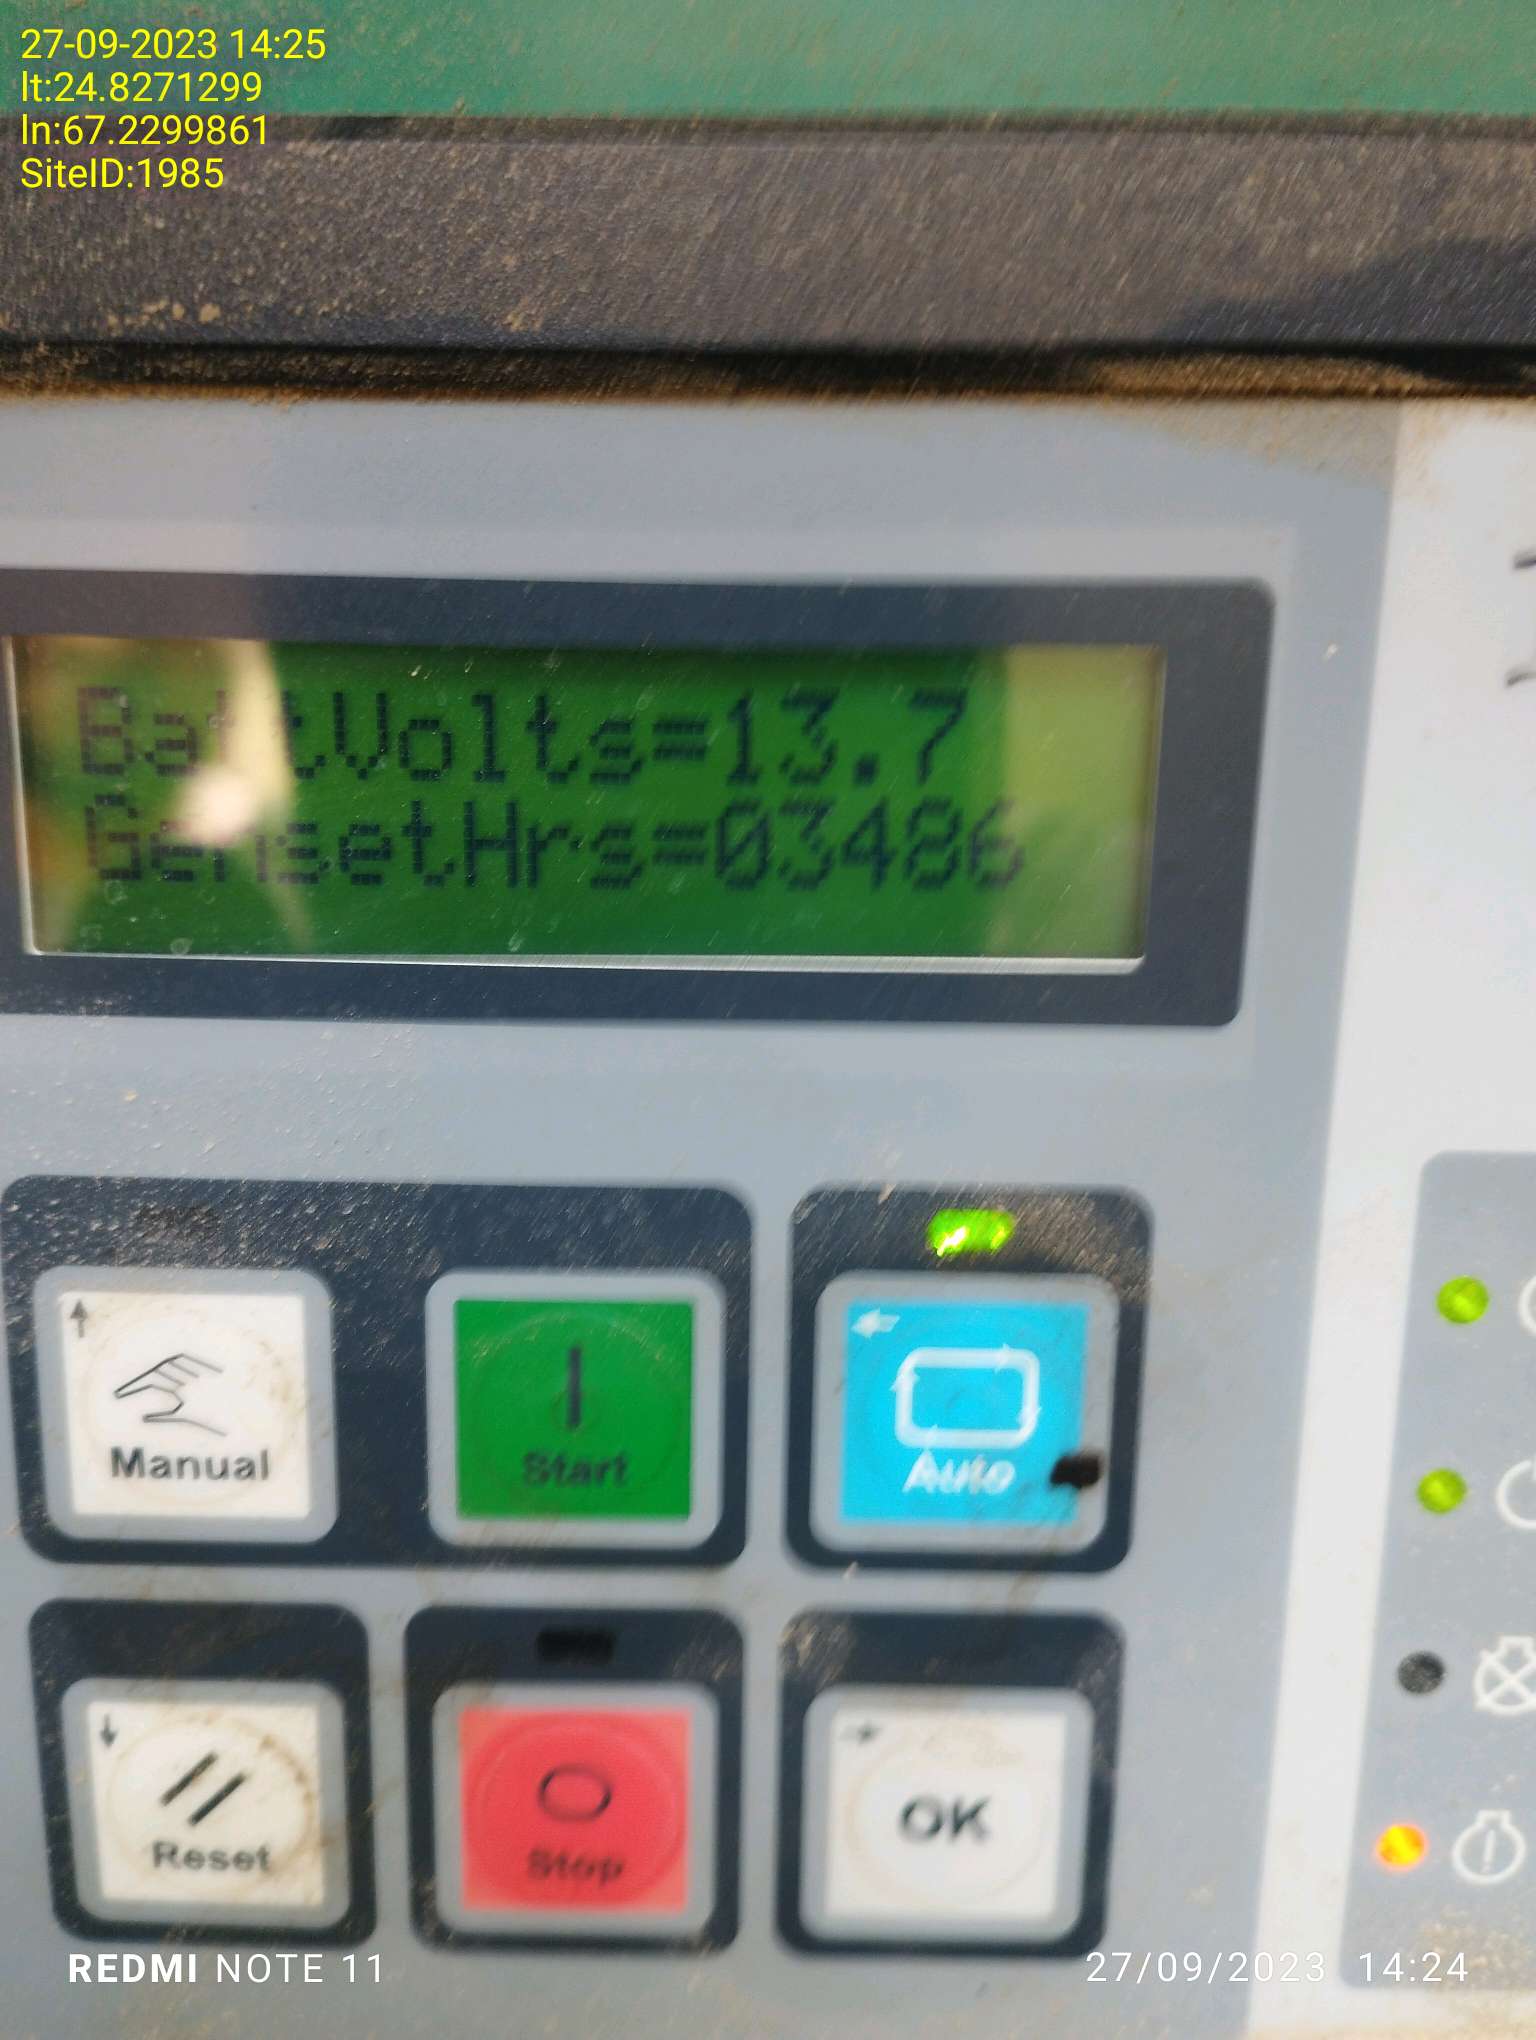 27-09-2023 14:25
lt:24.8271299
ln:67.2299861
SiteID:1985
BattVolts=13.7
GensetHrs=03486
Manual
Start
Auto
Reset
Stop
OK
REDMI NOTE 11
27/09/2023 14:24